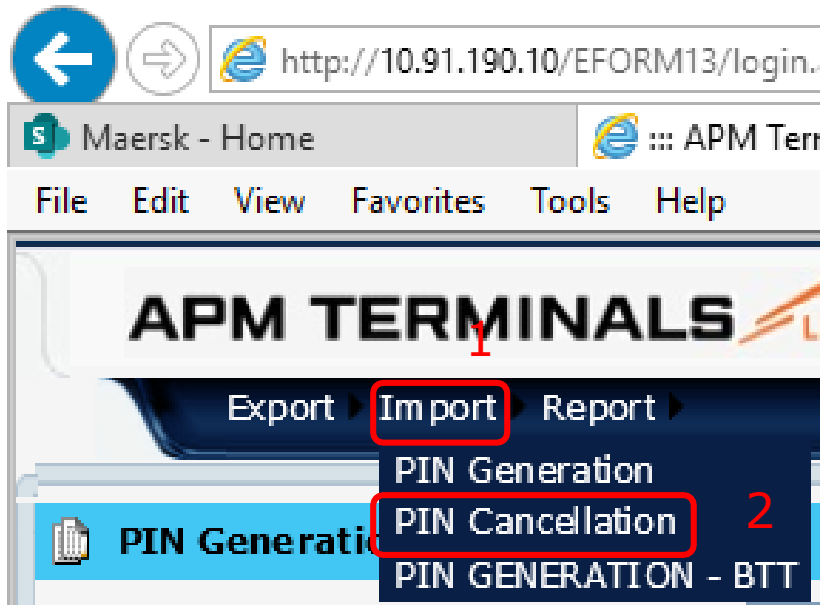 http://10.91.190.10/EFORM13/login.
Maersk - Home
::: APM Terr
File Edit View Favorites Tools Help
APM TERMINALS
1
Export Import Report
PIN Generation
PIN Cancellation 2
PIN Generatio
PIN GENERATION - BTT